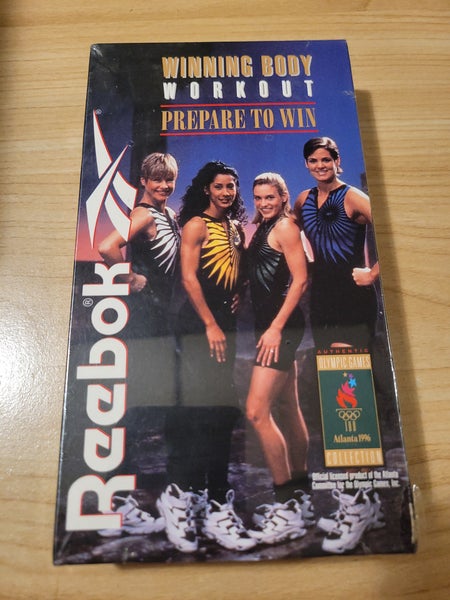 WINNING BODY
WORKOUT
PREPARE TO WIN
Reebok®
AUTHENTIC
OLYMPIC GAMES
100
Atlanta 1996
COLLECTION
Official licensed product of the Atlanta
Committee for the Olympic Games, Inc.